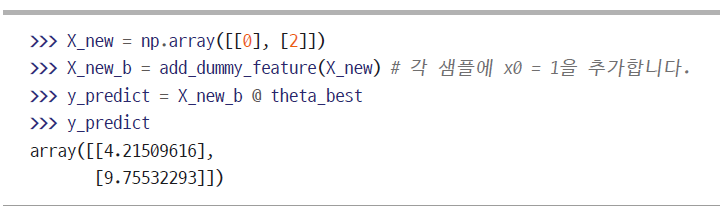 >>> X_new = np.array([[0], [2]])
>>> X_new_b = add_dummy_feature(X_new) # 각 샘플에 x0 = 1을 추가합니다.
>>> y_predict = X_new_b @ theta_best
>>> y_predict
array([[4.21509616],
       [9.75532293]])